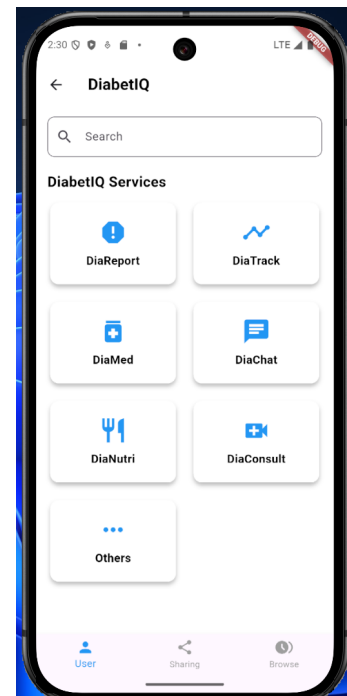 2:30
LTE
DEBUG
DiabetIQ
Search
DiabetIQ Services
DiaReport
DiaTrack
DiaMed
DiaChat
DiaNutri
DiaConsult
Others
User
Sharing
Browse